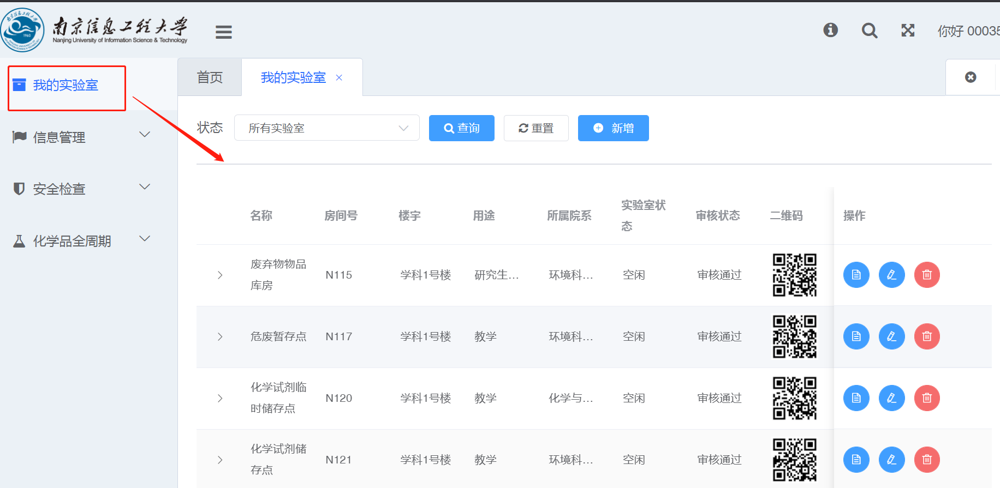 南京信息工程大学
Nanjing University of Information Science & Technology
你好 00035
我的实验室
信息管理
安全检查
化学品全周期
首页
我的实验室 ×
状态 所有实验室 查询 重置 新增
名称 房间号 楼宇 用途 所属院系 实验室状态 审核状态 二维码 操作
废弃物物品库房 N115 学科1号楼 研究生... 环境科... 空闲 审核通过
危废暂存点 N117 学科1号楼 教学 环境科... 空闲 审核通过
化学试剂临时储存点 N120 学科1号楼 教学 化学与... 空闲 审核通过
化学试剂储存点 N121 学科1号楼 教学 环境科... 空闲 审核通过